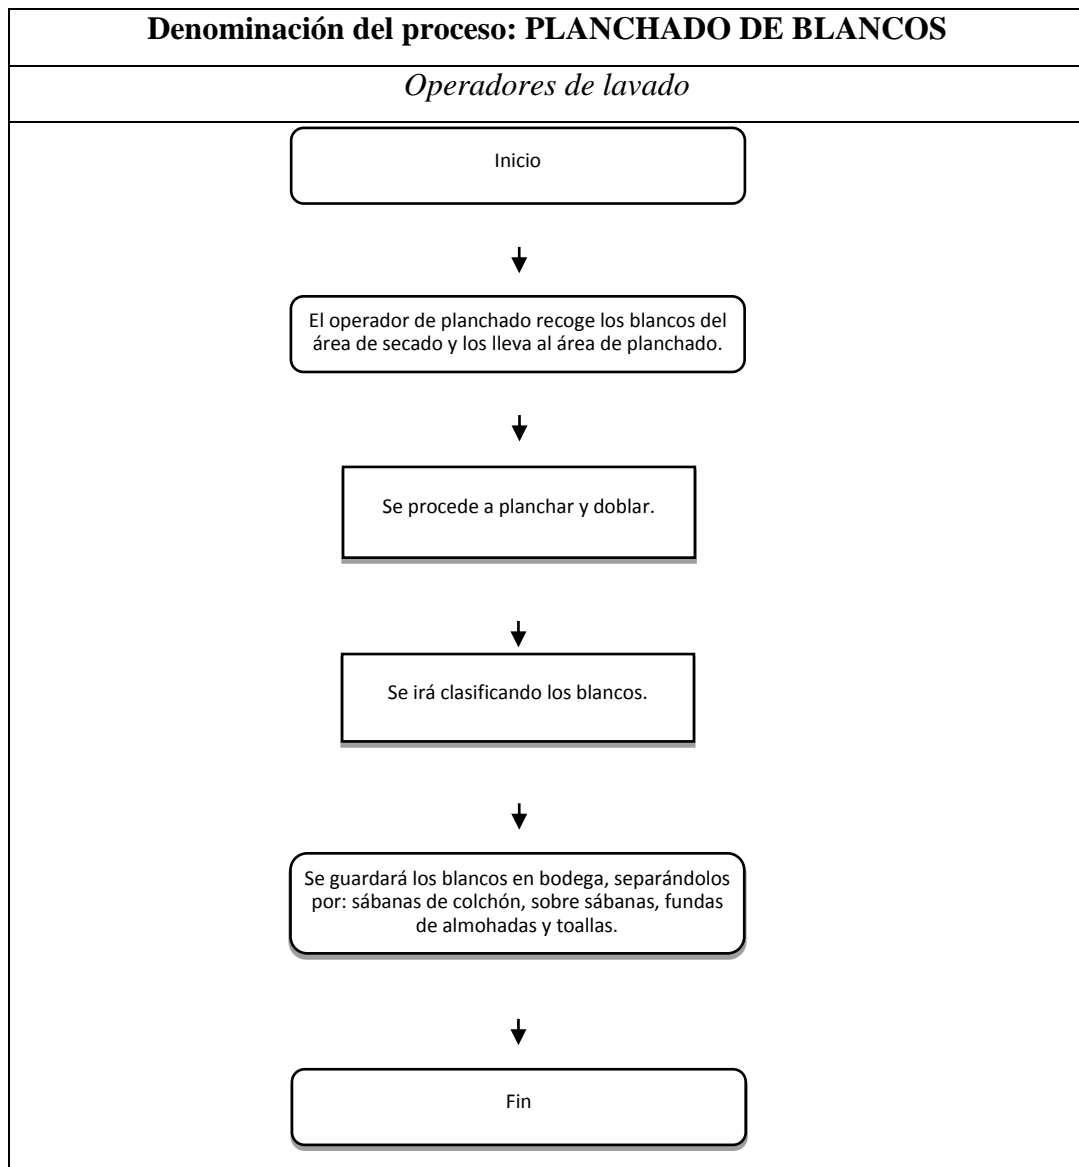 Denominación del proceso: PLANCHADO DE BLANCOS
Operadores de lavado
Inicio
El operador de planchado recoge los blancos del
área de secado y los lleva al área de planchado.
Se procede a planchar y doblar.
Se irá clasificando los blancos.
Se guardará los blancos en bodega, separándolos
por: sábanas de colchón, sobre sábanas, fundas
de almohadas y toallas.
Fin